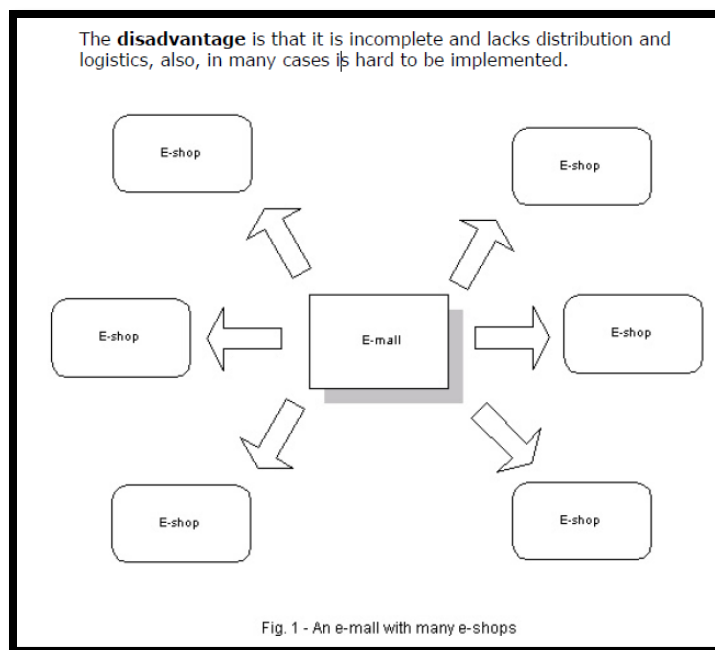 The disadvantage is that it is incomplete and lacks distribution and
logistics, also, in many cases is hard to be implemented.
E-shop
E-shop
E-shop
E-mall
E-shop
E-shop
E-shop
Fig. 1 - An e-mall with many e-shops